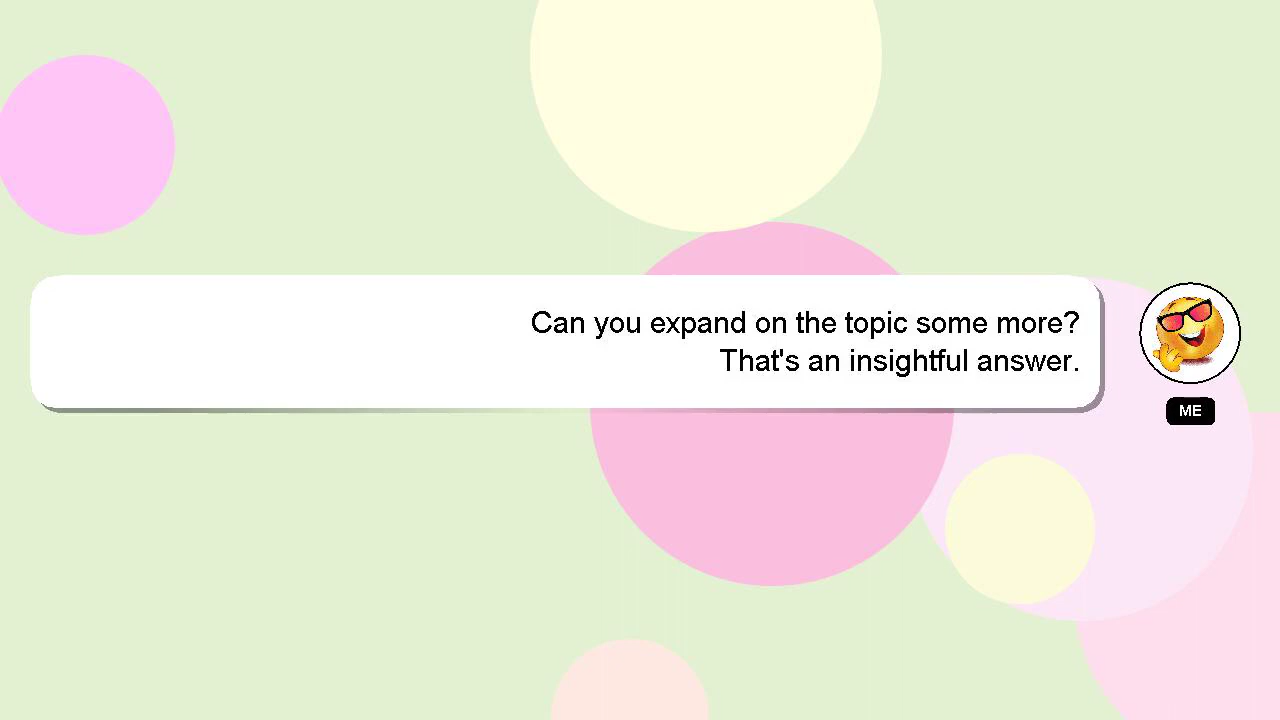 Can you expand on the topic some more?
That's an insightful answer.
ME